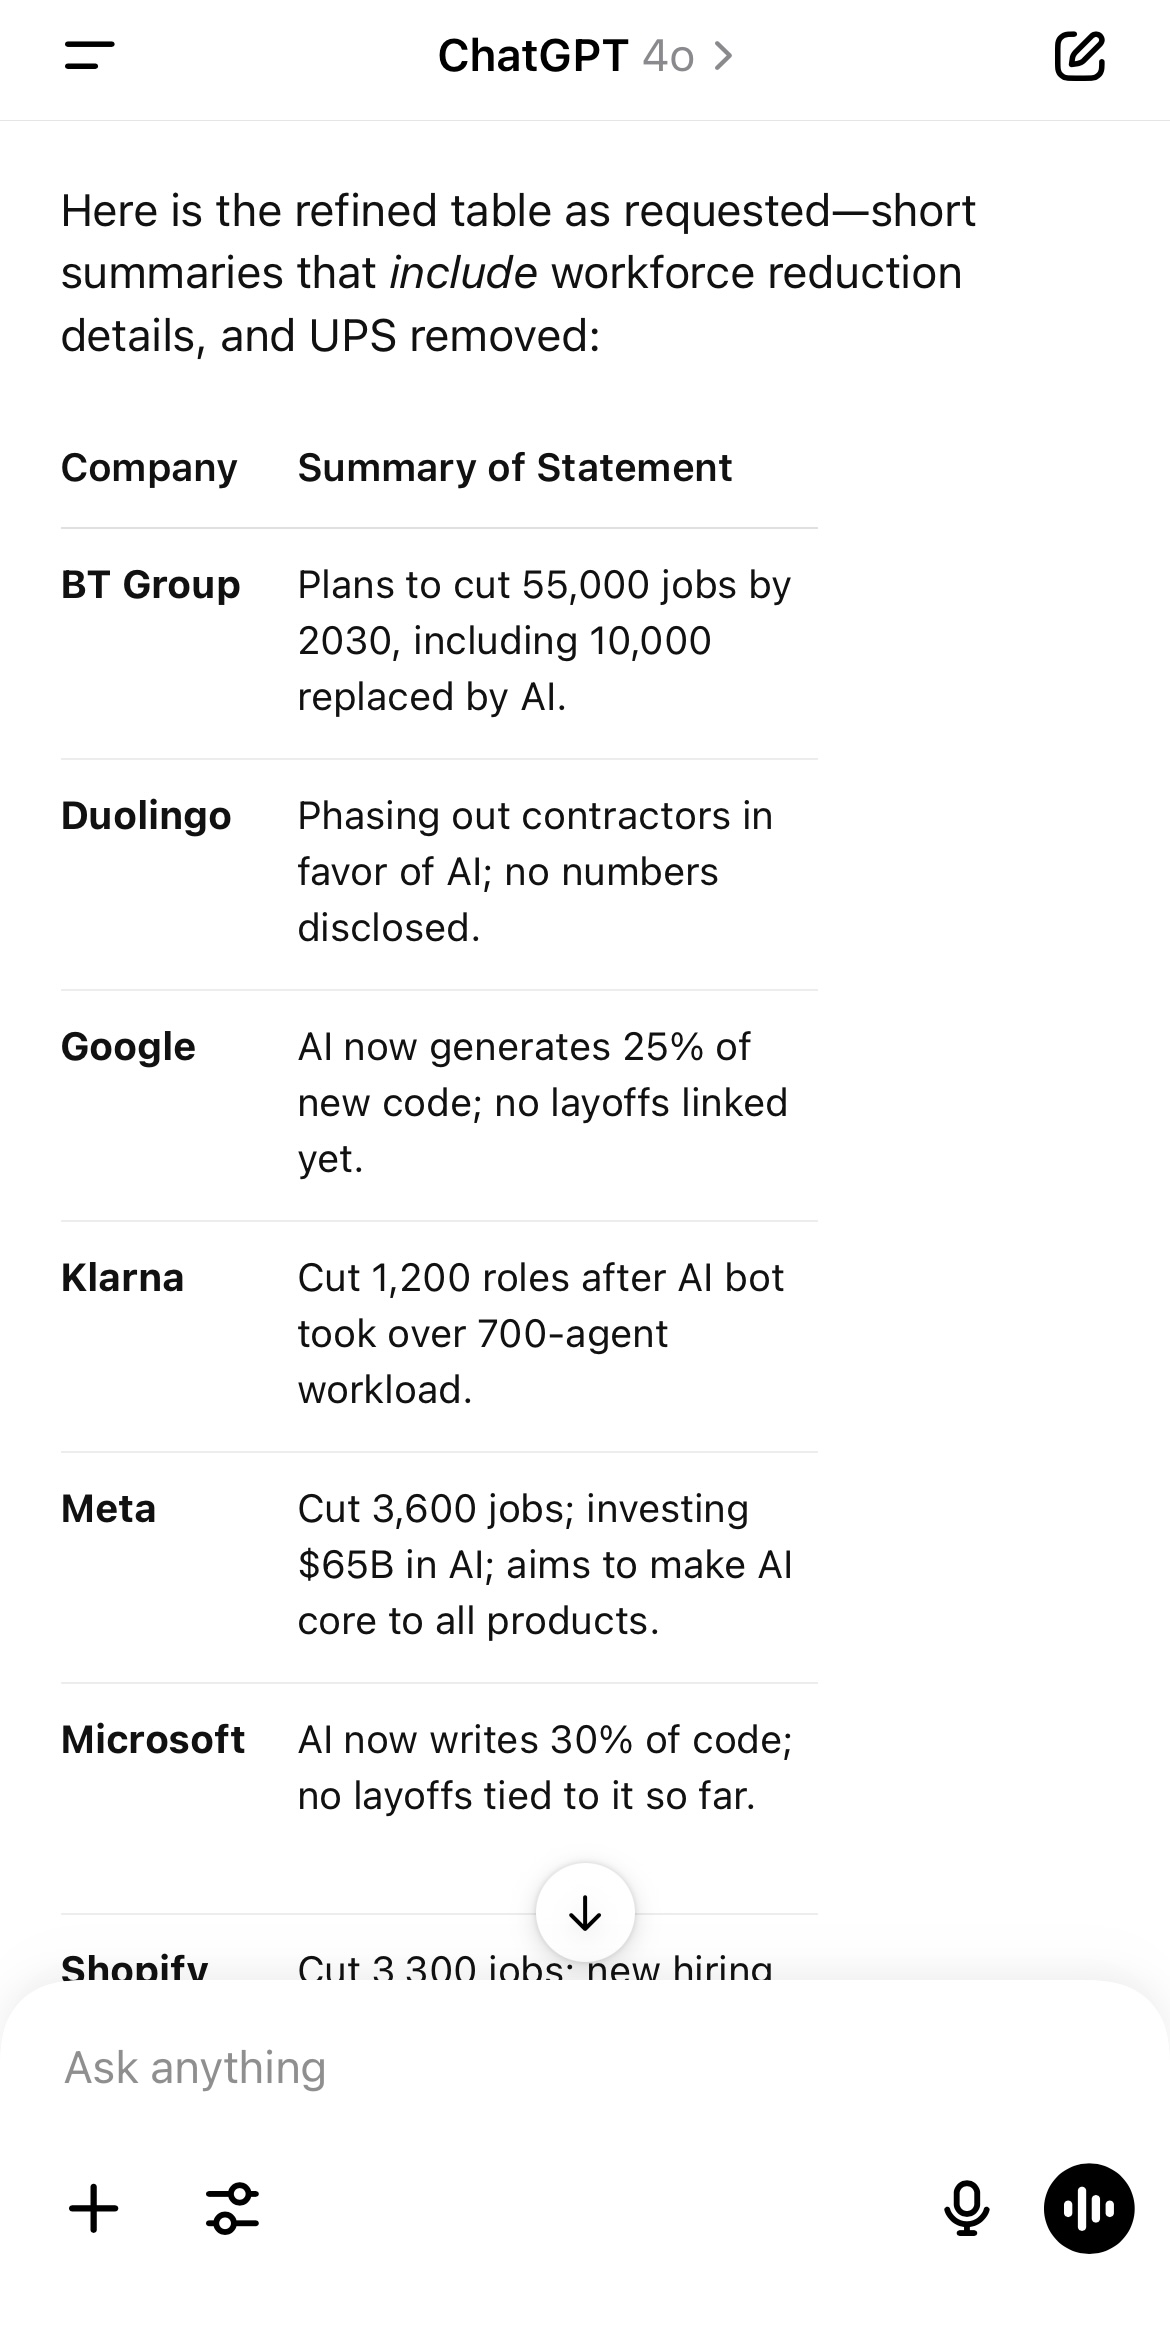 ChatGPT 4o >
Here is the refined table as requested—short
summaries that include workforce reduction
details, and UPS removed:
Company Summary of Statement
BT Group Plans to cut 55,000 jobs by
2030, including 10,000
replaced by AI.
Duolingo Phasing out contractors in
favor of AI; no numbers
disclosed.
Google AI now generates 25% of
new code; no layoffs linked
yet.
Klarna Cut 1,200 roles after AI bot
took over 700-agent
workload.
Meta Cut 3,600 jobs; investing
$65B in AI; aims to make AI
core to all products.
Microsoft AI now writes 30% of code;
no layoffs tied to it so far.
Shopify Cut 3,300 jobs; new hiring
Ask anything